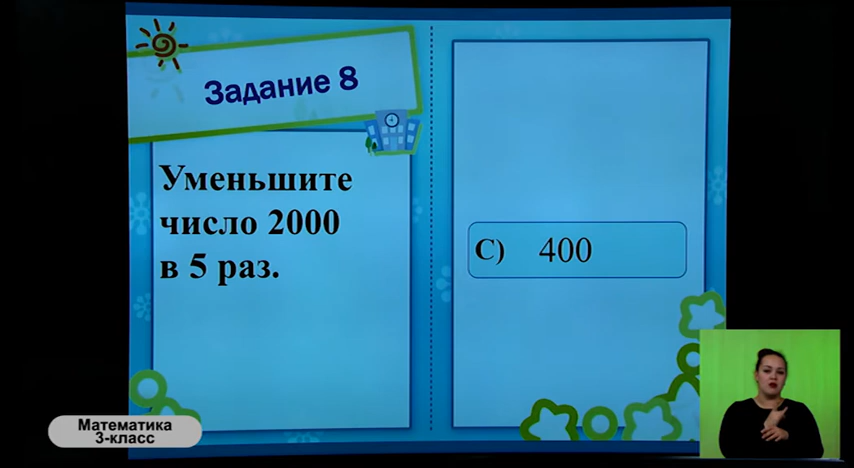 Задание 8
Уменьшите
число 2000
в 5 раз.
C) 400
Математика
3-класс